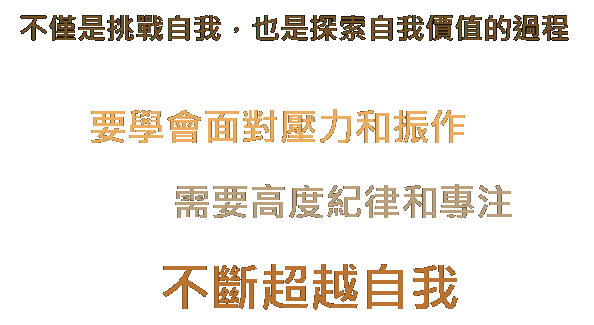 不僅是挑戰自我，也是探索自我價值的過程
要學會面對壓力和振作
需要高度紀律和專注
不斷超越自我